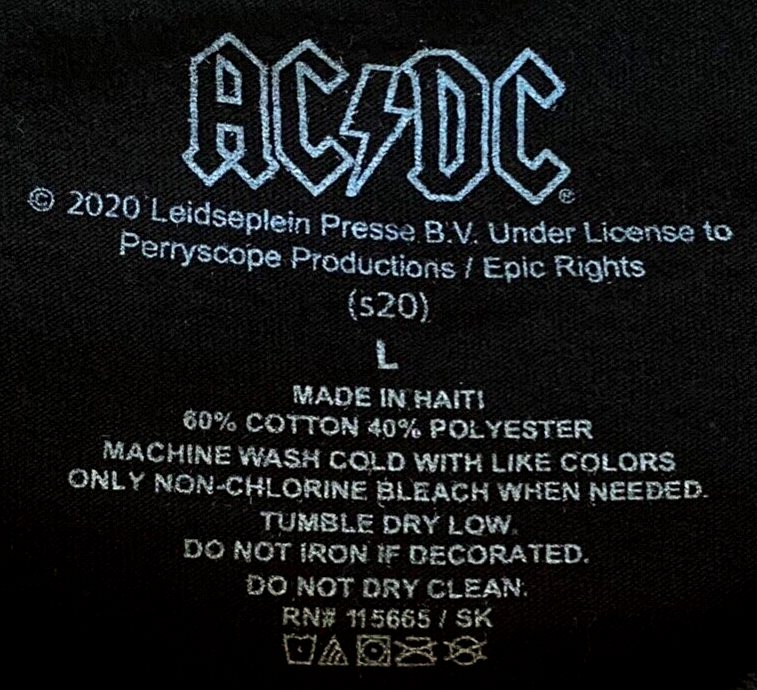 AC⚡DC®
© 2020 Leidseplein Presse B.V. Under License to
Perryscope Productions / Epic Rights
(s20)
L
MADE IN HAITI
60% COTTON 40% POLYESTER
MACHINE WASH COLD WITH LIKE COLORS
ONLY NON-CHLORINE BLEACH WHEN NEEDED.
TUMBLE DRY LOW.
DO NOT IRON IF DECORATED.
DO NOT DRY CLEAN.
RN# 115665 / SK